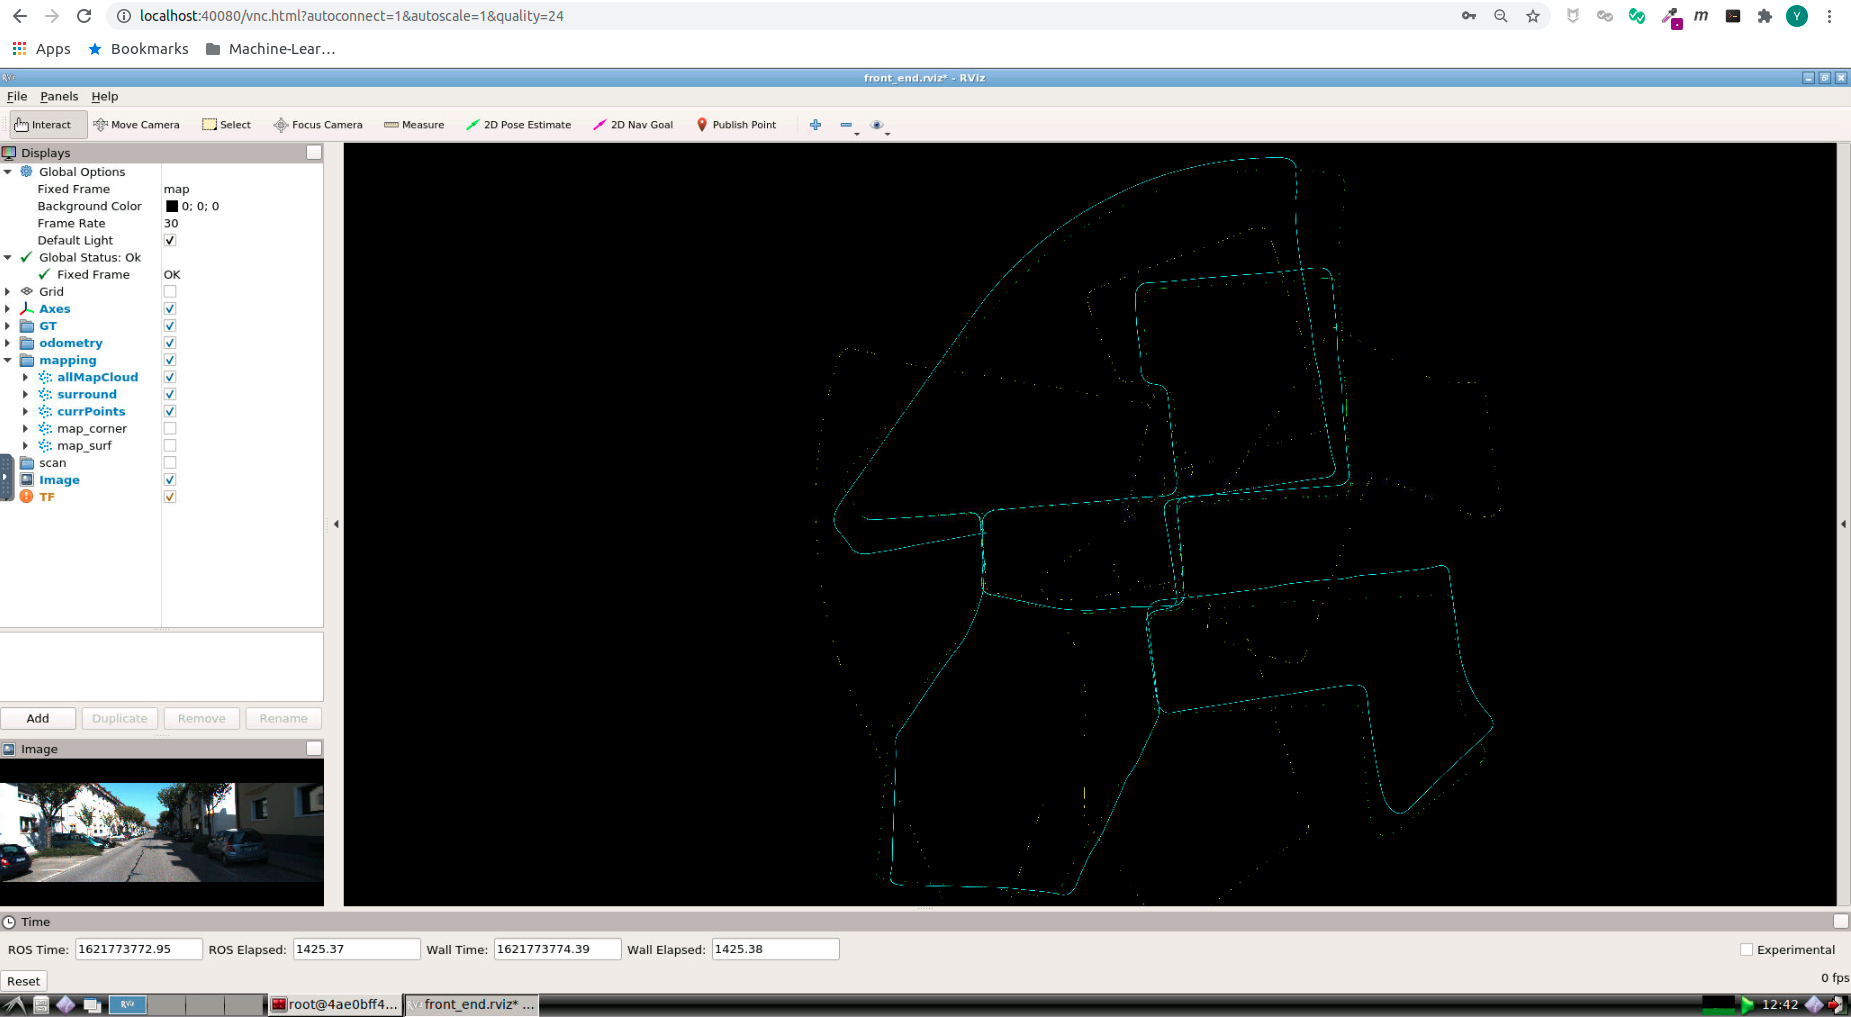 localhost:40080/vnc.html?autoconnect=1&autoscale=1&quality=24
Y
Apps
Bookmarks
Machine-Lear…
front_end.rviz* - RViz
File Panels Help
Interact Move Camera Select Focus Camera Measure 2D Pose Estimate 2D Nav Goal Publish Point
Displays
Global Options
Fixed Frame map
Background Color 0; 0; 0
Frame Rate 30
Default Light
Global Status: Ok
Fixed Frame OK
Grid
Axes
GT
odometry
mapping
allMapCloud
surround
currPoints
map_corner
map_surf
scan
Image
TF
Add Duplicate Remove Rename
Image
Time
ROS Time: 1621773772.95 ROS Elapsed: 1425.37 Wall Time: 1621773774.39 Wall Elapsed: 1425.38 Experimental
Reset 0 fps
RViz root@4ae0bff4... front_end.rviz* ... 12:42